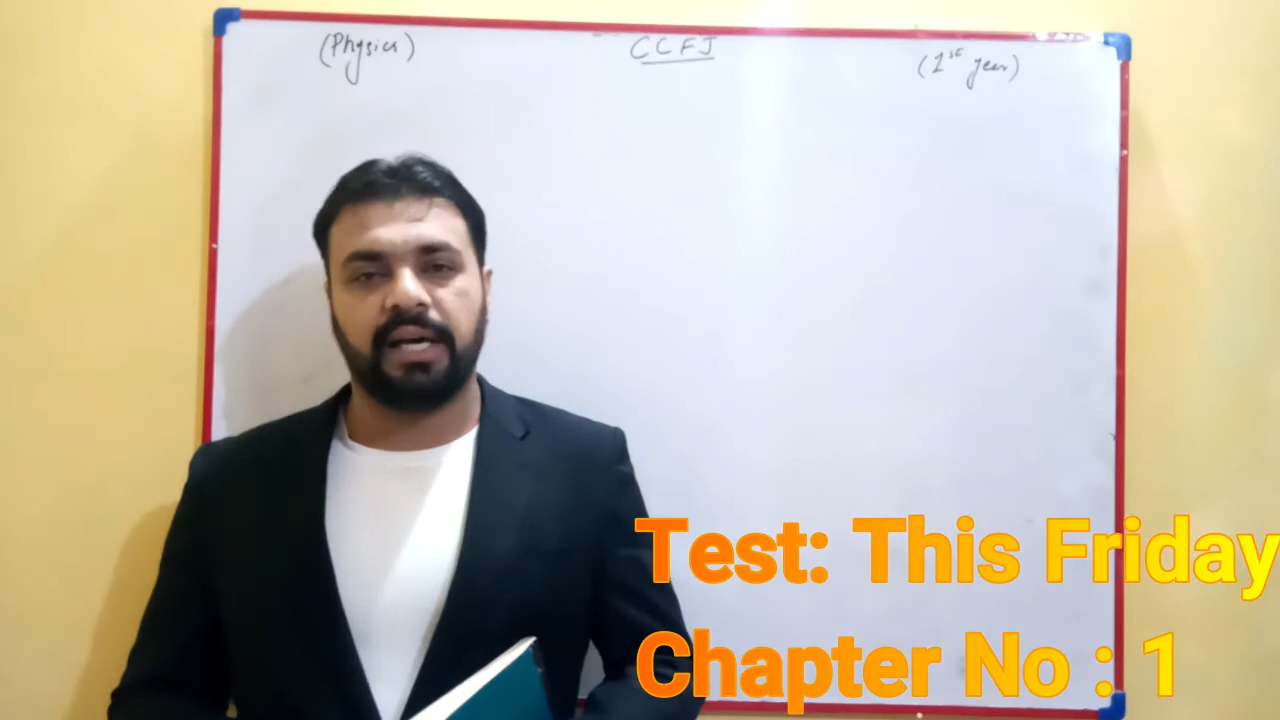 (Physics) CCFJ (1st year)
Test: This Friday
Chapter No : 1